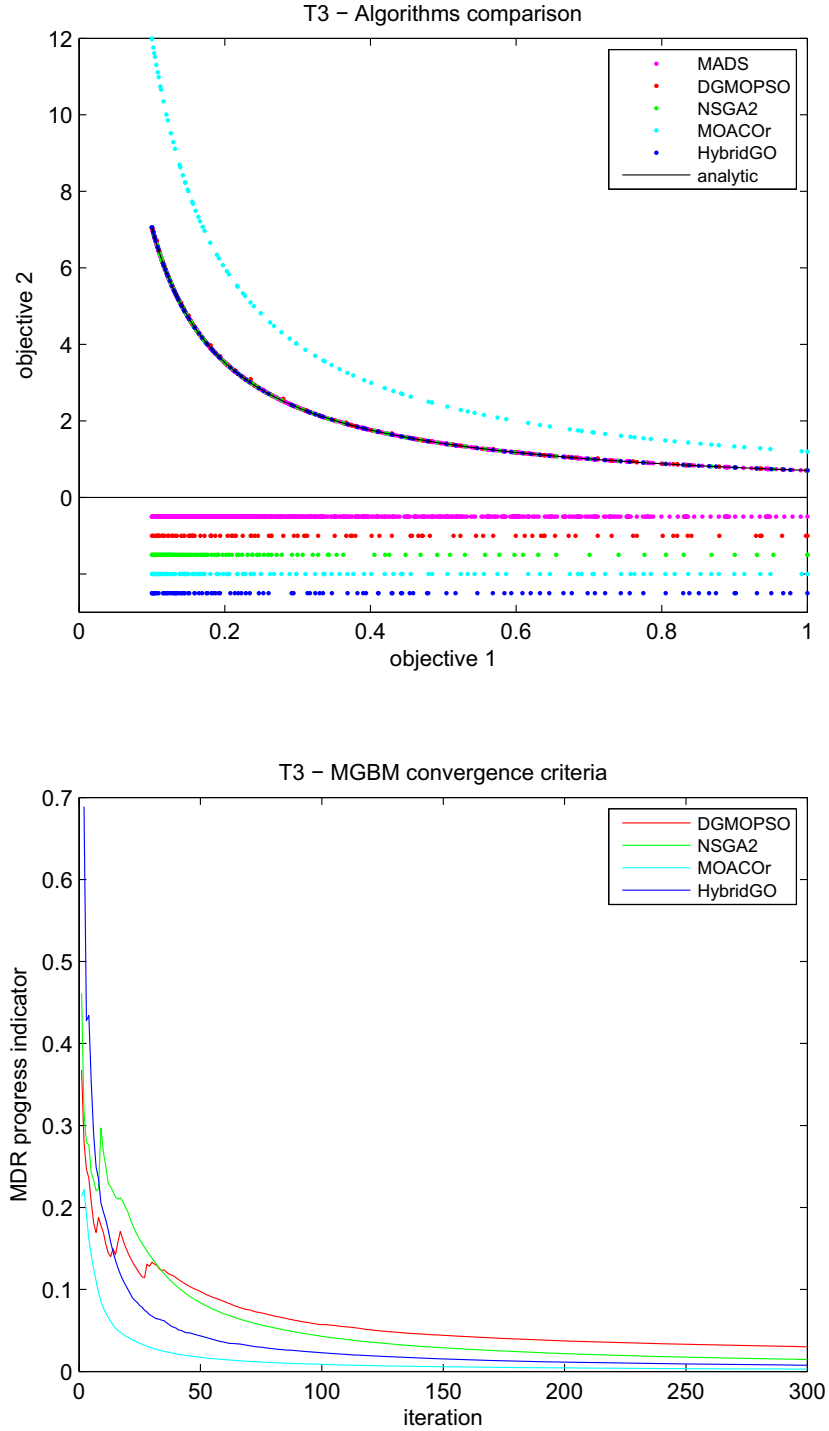 T3 − Algorithms comparison
12
10
8
6
4
2
0
objective 2
MADS
DGMOPSO
NSGA2
MOACOr
HybridGO
analytic
0 0.2 0.4 0.6 0.8 1
objective 1
T3 − MGBM convergence criteria
0.7
0.6
0.5
0.4
0.3
0.2
0.1
0
MDR progress indicator
DGMOPSO
NSGA2
MOACOr
HybridGO
50 100 150 200 250 300
iteration